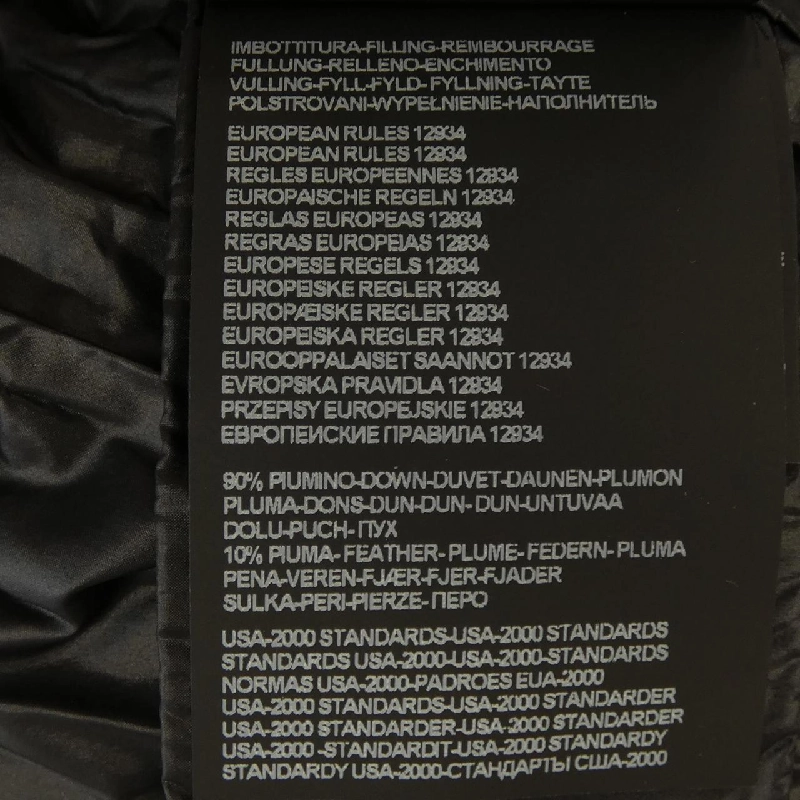 IMBOTTITURA-FILLING-REMBOURRAGE
FULLUNG-RELLENO-ENCHIMENTO
VULLING-FYLL-FYLD- FYLLNING-TAYTE
POLSTROVANI-WYPEŁNIENIE-НАПОЛНИТЕЛЬ
EUROPEAN RULES 12934
EUROPEAN RULES 12934
REGLES EUROPEENNES 12934
EUROPAISCHE REGELN 12934
REGLAS EUROPEAS 12934
REGRAS EUROPEIAS 12934
EUROPESE REGELS 12934
EUROPEISKE REGLER 12934
EUROPÆISKE REGLER 12934
EUROPEISKA REGLER 12934
EUROOPPALAISET SAANNOT 12934
EVROPSKA PRAVIDLA 12934
PRZEPISY EUROPEJSKIE 12934
ЕВРОПЕИСКИЕ ПРАВИЛА 12934
90% PIUMINO-DOWN-DUVET-DAUNEN-PLUMON
PLUMA-DONS-DUN-DUN- DUN-UNTUVAA
DOLU-PUCH- ПУХ
10% PIUMA- FEATHER- PLUME- FEDERN- PLUMA
PENA-VEREN-FJÆR-FJER-FJADER
SULKA-PERI-PIERZE- ПЕРО
USA-2000 STANDARDS-USA-2000 STANDARDS
STANDARDS USA-2000-USA-2000-STANDARDS
NORMAS USA-2000-PADROES EUA-2000
USA-2000 STANDARDS-USA-2000 STANDARDER
USA-2000 STANDARDER-USA-2000 STANDARDER
USA-2000 -STANDARDIT-USA-2000 STANDARDY
STANDARDY USA-2000-СТАНДАРТЫ США-2000